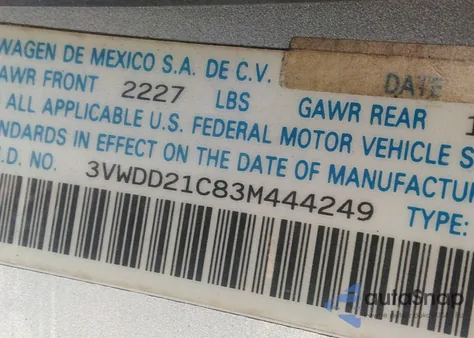 WAGEN DE MEXICO S.A. DE C.V. DATE
GAWR FRONT 2227 LBS GAWR REAR 1
ALL APPLICABLE U.S. FEDERAL MOTOR VEHICLE S
NDARDS IN EFFECT ON THE DATE OF MANUFACTU
.D. NO. 3VWDD21C83M444249 TYPE:
autoSnap